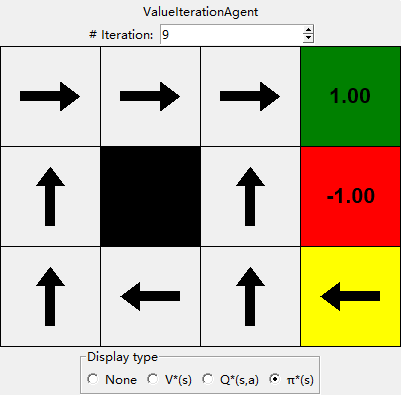 ValueIterationAgent
# Iteration: 9
1.00
-1.00
Display type
None V*(s) Q*(s,a) π*(s)